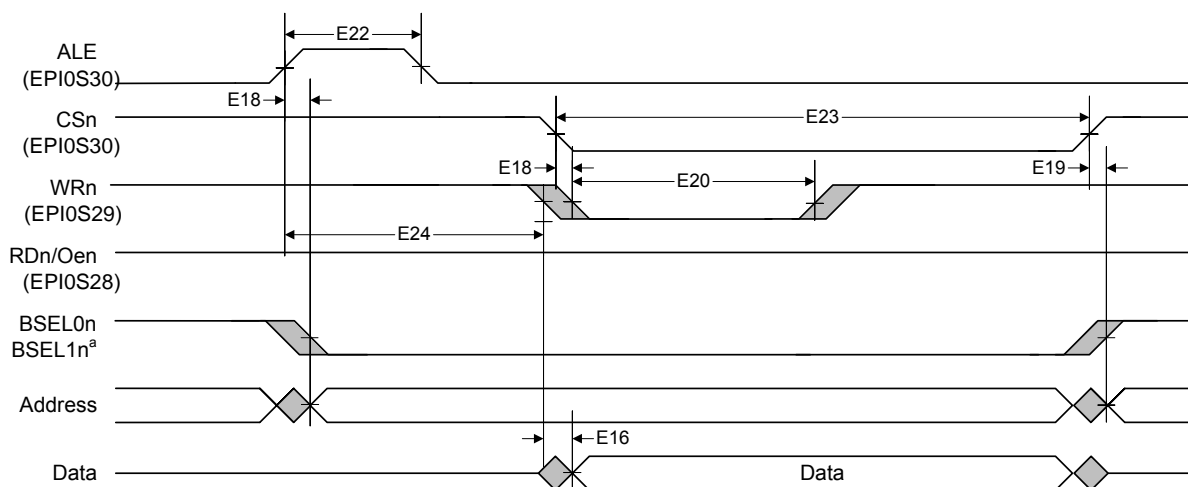 E22
ALE
(EPI0S30)
E18
CSn
(EPI0S30)
E23
E18
E20
E19
WRn
(EPI0S29)
E24
RDn/Oen
(EPI0S28)
BSEL0n
BSEL1nᵃ
Address
E16
Data
Data